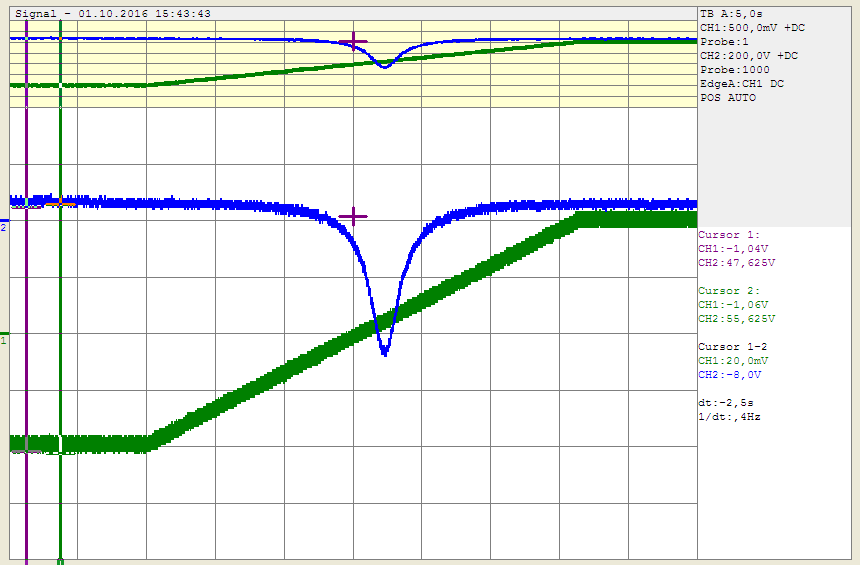 Signal - 01.10.2016 15:43:43
TB A:5,0s
CH1:500,0mV +DC
Probe:1
CH2:200,0V +DC
Probe:1000
EdgeA:CH1 DC
POS AUTO
2
Cursor 1:
CH1:-1,04V
CH2:47,625V
Cursor 2:
CH1:-1,06V
CH2:55,625V
1
Cursor 1-2
CH1:20,0mV
CH2:-8,0V
dt:-2,5s
1/dt:,4Hz